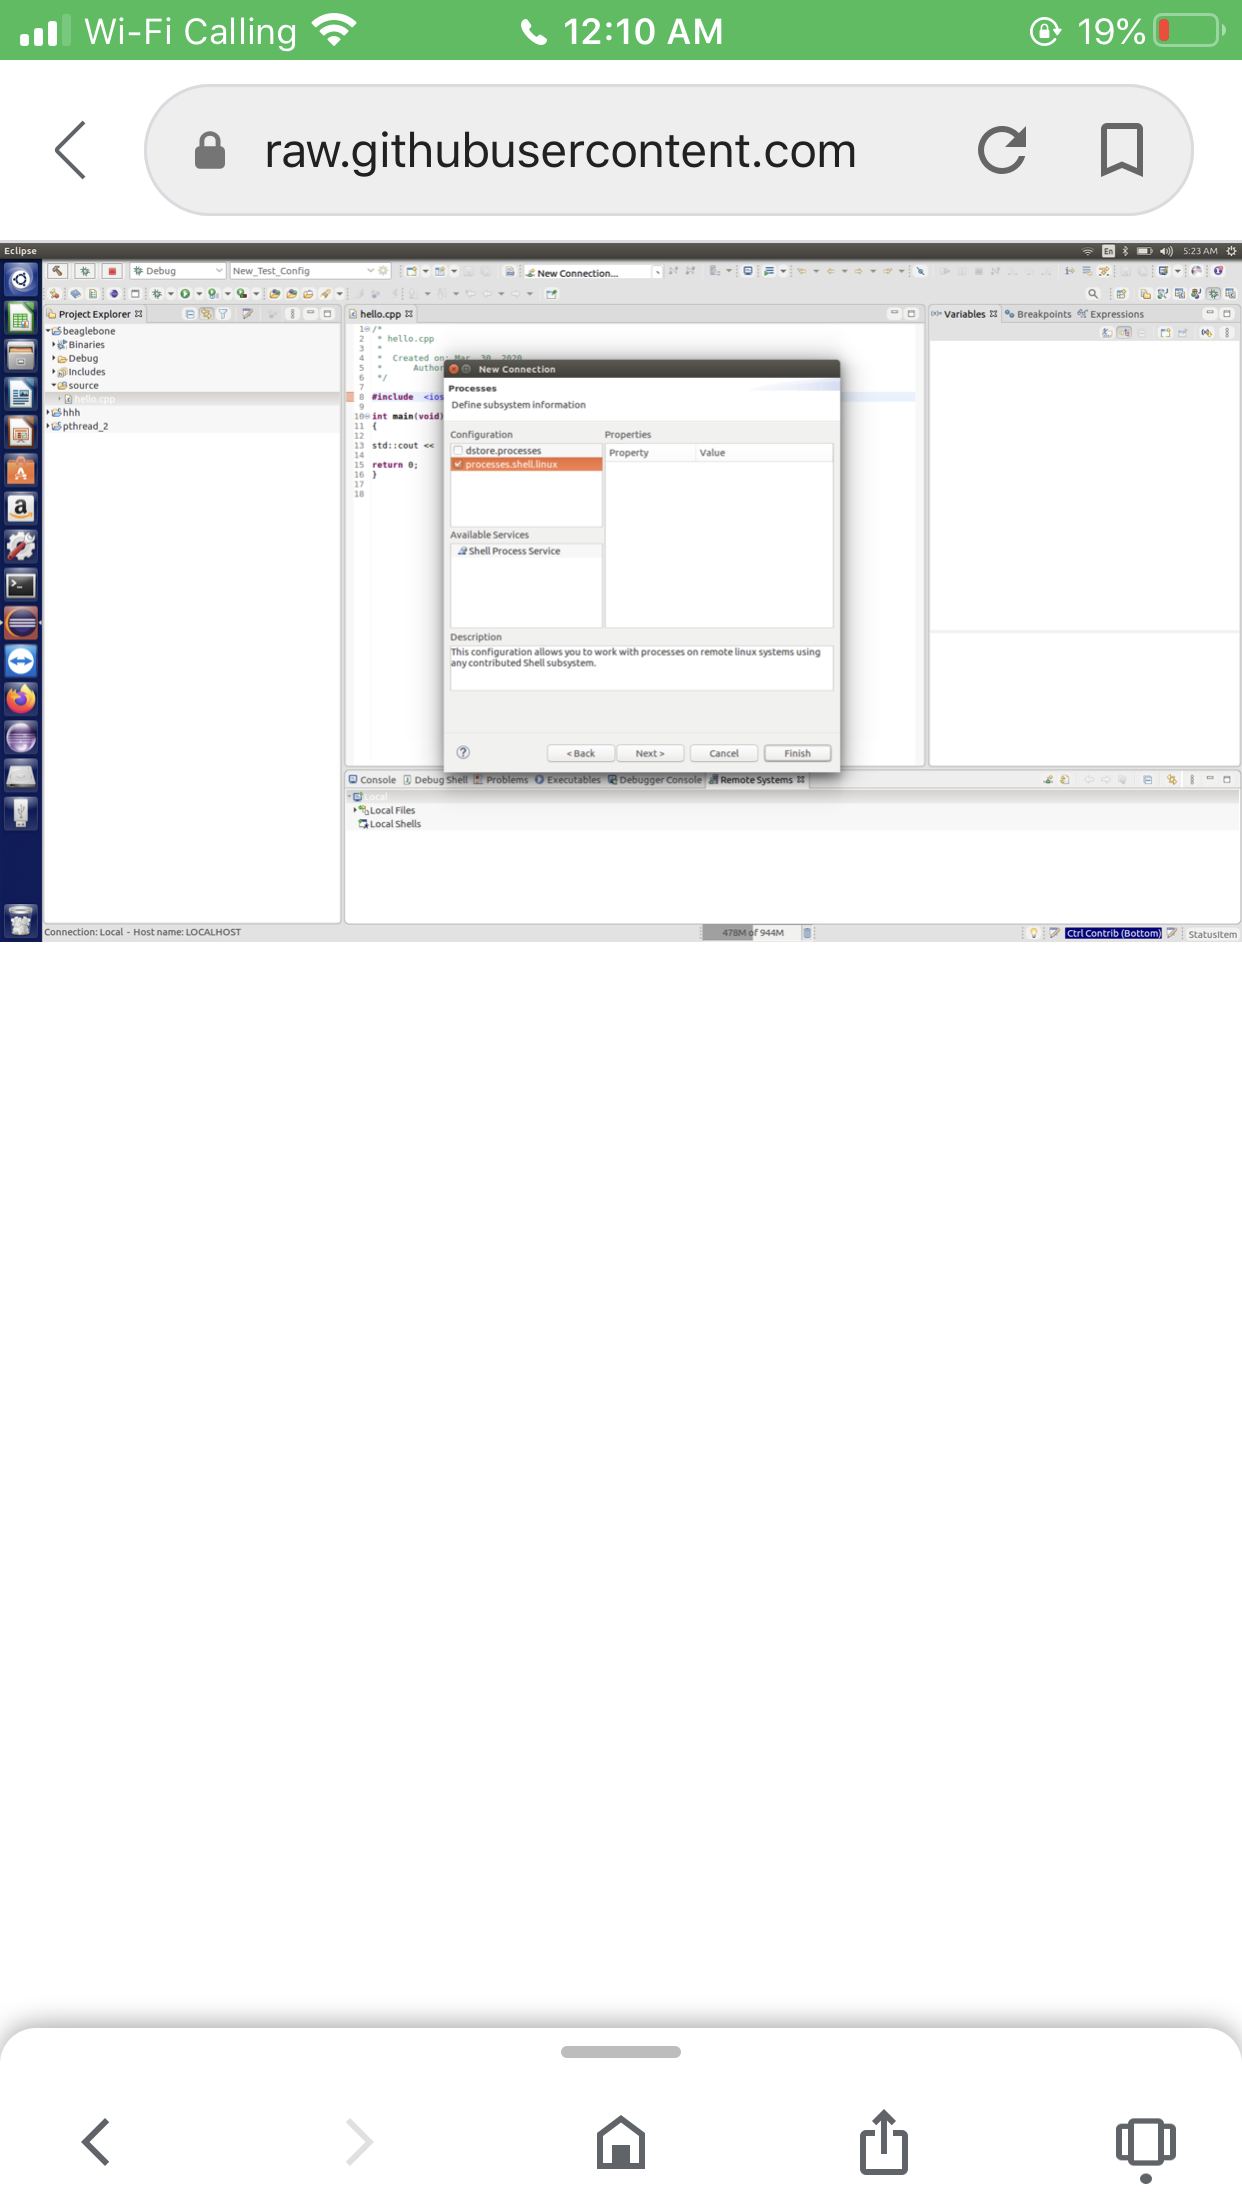 Wi-Fi Calling 12:10 AM 19%
raw.githubusercontent.com
Eclipse En 5:23 AM
Debug New_Test_Config New Connection...
Project Explorer hello.cpp Variables Breakpoints Expressions
beaglebone
Binaries
Debug
Includes
source
hello.cpp
hhh
pthread_2
1 /*
2 * hello.cpp
3 *
4 * Created on: Mar. 30, 2020
5 * Author
6 */
7
8 #include <ios
9
10 int main(void)
11 {
12
13 std::cout <<
14
15 return 0;
16 }
17
18
New Connection
Processes
Define subsystem information
Configuration Properties
dstore.processes
processes.shell.linux
Property Value
Available Services
Shell Process Service
Description
This configuration allows you to work with processes on remote linux systems using
any contributed Shell subsystem.
< Back Next > Cancel Finish
Console Debug Shell Problems Executables Debugger Console Remote Systems
Local
Local Files
Local Shells
Connection: Local - Host name: LOCALHOST 478M of 944M Ctrl Contrib (Bottom) StatusItem